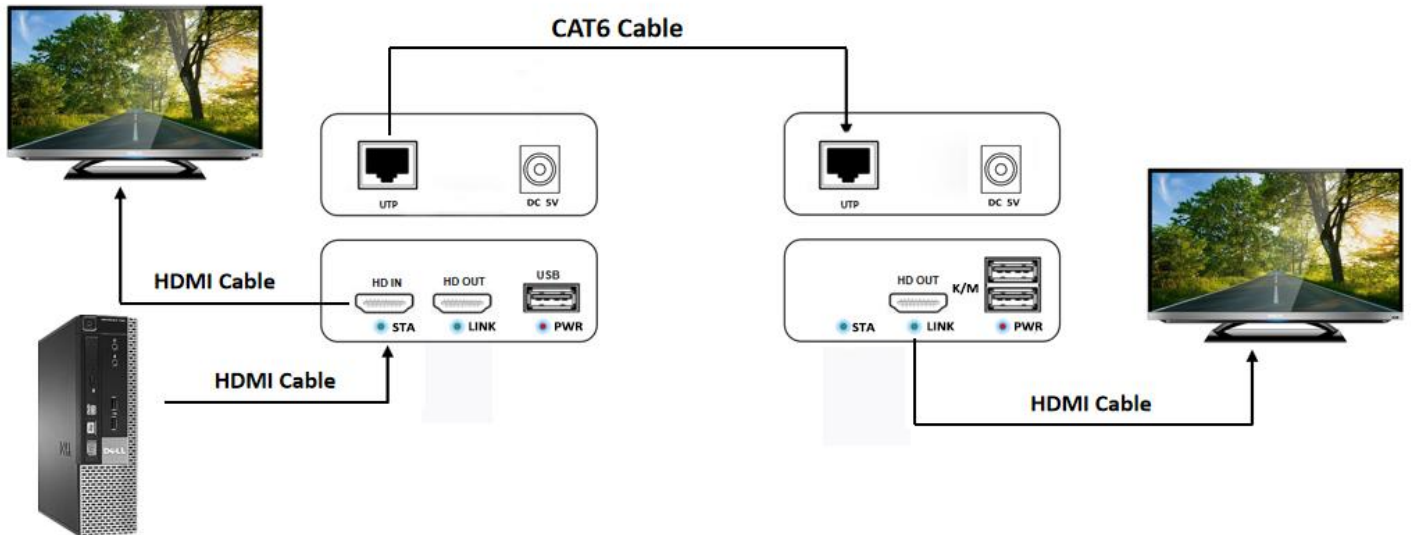 CAT6 Cable
UTP
DC 5V
UTP
DC 5V
HDMI Cable
HD IN
HD OUT
USB
STA
LINK
PWR
HD OUT
K/M
STA
LINK
PWR
HDMI Cable
DELL
HDMI Cable